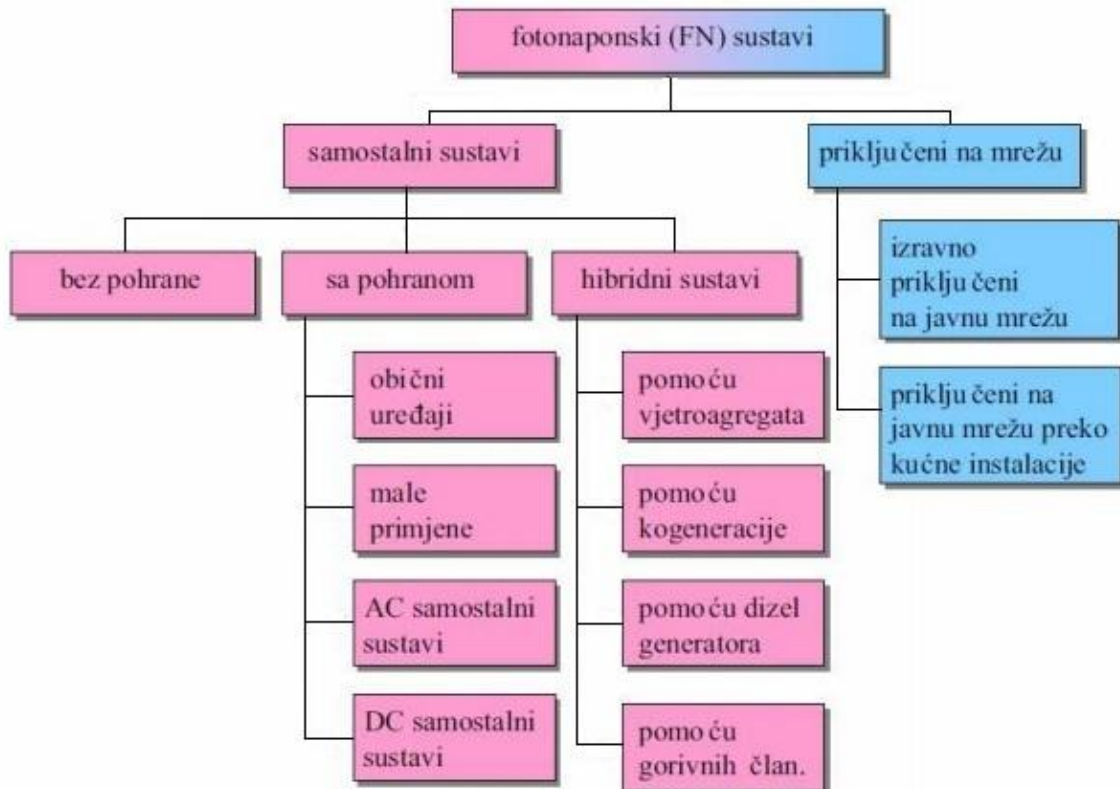 fotonaponski (FN) sustavi
samostalni sustavi
priključeni na mrežu
bez pohrane
sa pohranom
hibridni sustavi
izravno
priključeni
na javnu mrežu
obični
uređaji
pomoću
vjetroagregata
priključeni na
javnu mrežu preko
kućne instalacije
male
primjene
pomoću
kogeneracije
AC samostalni
sustavi
pomoću dizel
generatora
DC samostalni
sustavi
pomoću
gorivnih član.